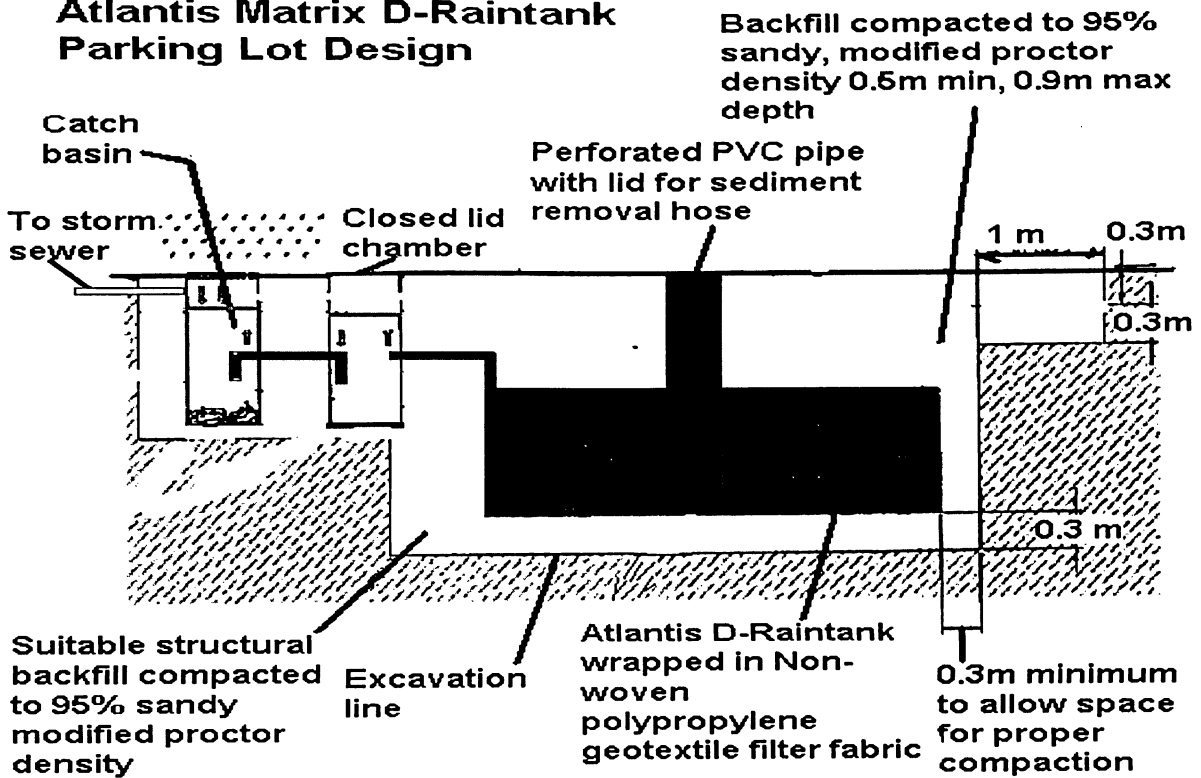 Atlantis Matrix D-Raintank
Parking Lot Design
Backfill compacted to 95%
sandy, modified proctor
density 0.5m min, 0.9m max
depth
Catch
basin
Perforated PVC pipe
with lid for sediment
removal hose
To storm
sewer
Closed lid
chamber
1 m
0.3m
0.3m
0.3 m
Suitable structural
backfill compacted
to 95% sandy
modified proctor
density
Excavation
line
Atlantis D-Raintank
wrapped in Non-
woven
polypropylene
geotextile filter fabric
0.3m minimum
to allow space
for proper
compaction